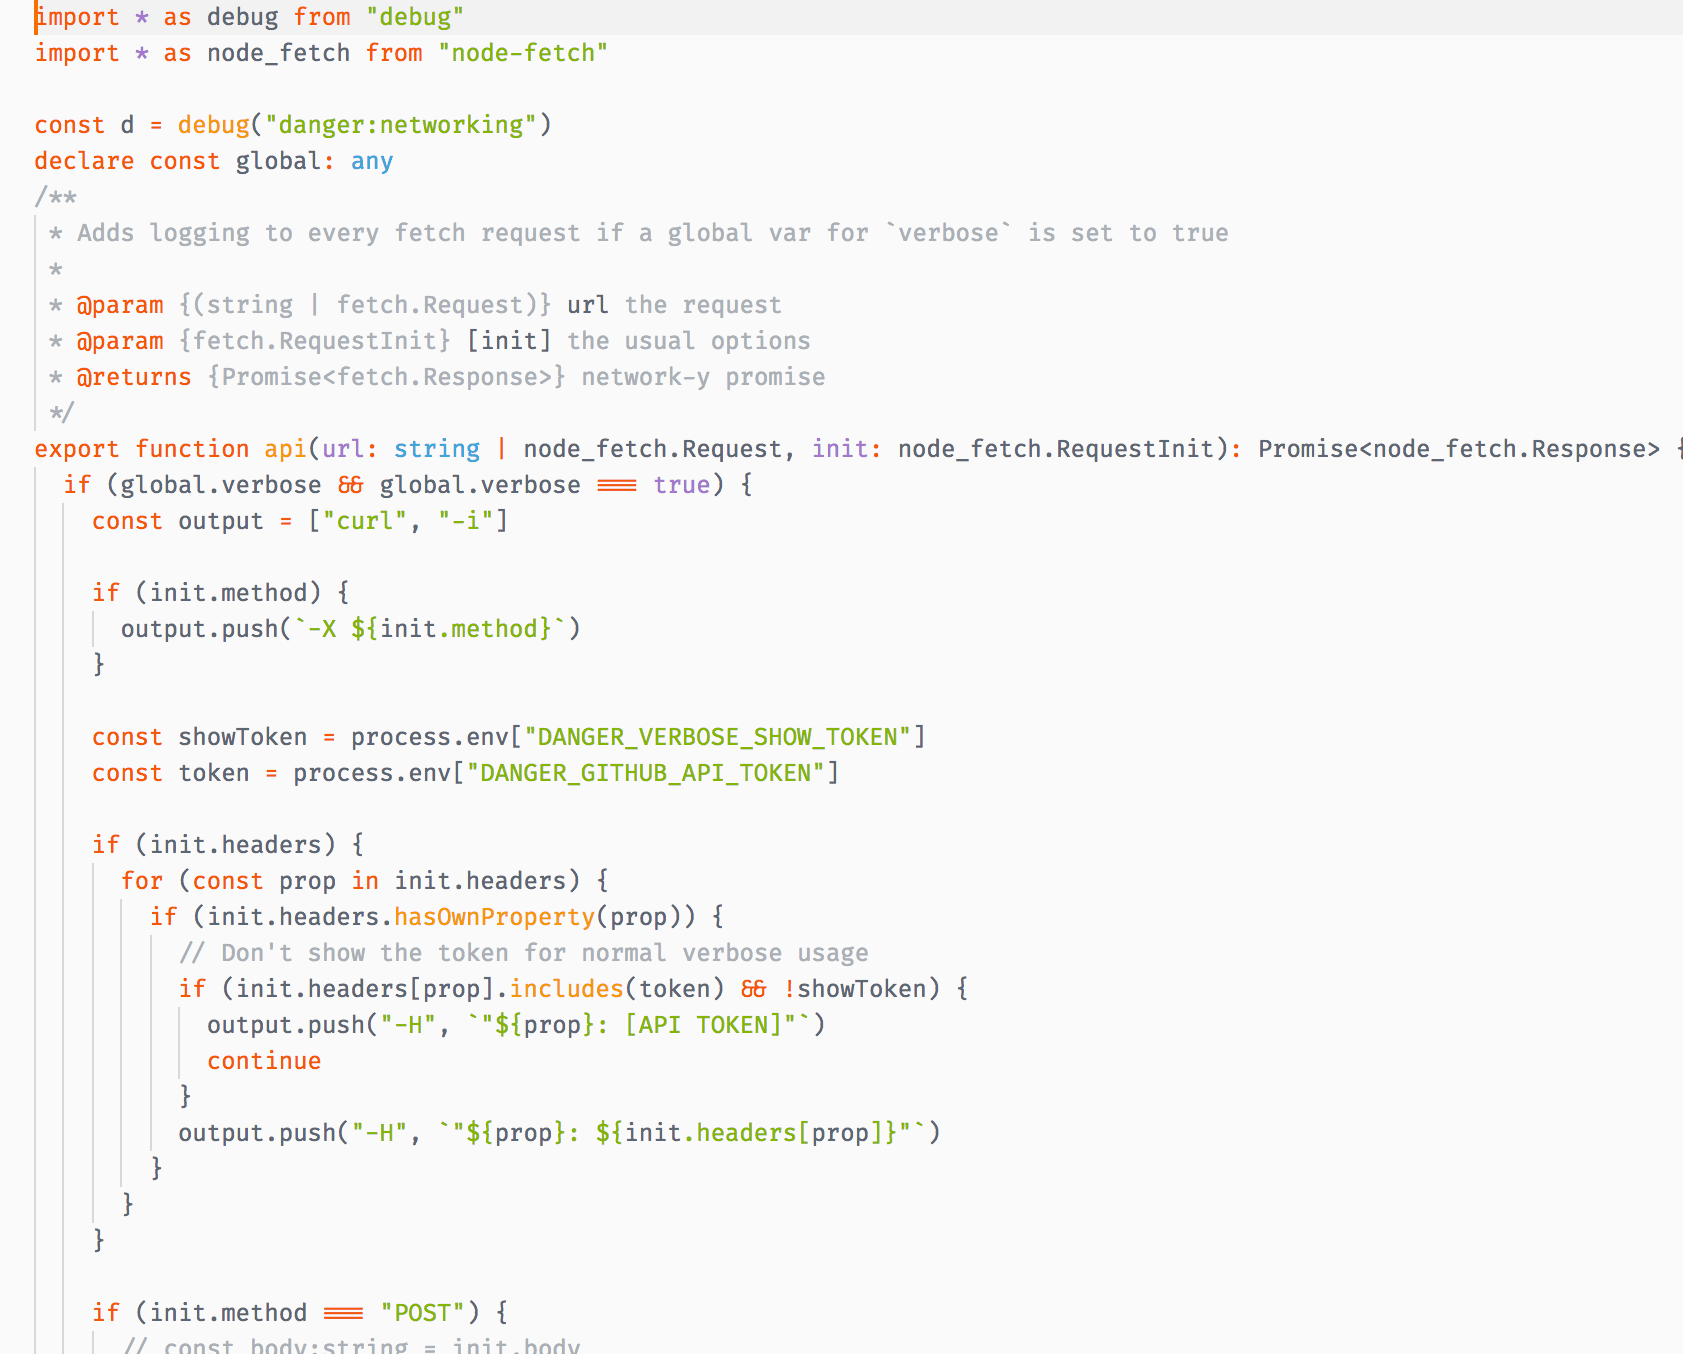 import * as debug from "debug"
import * as node_fetch from "node-fetch"
const d = debug("danger:networking")
declare const global: any
/**
* Adds logging to every fetch request if a global var for `verbose` is set to true
*
* @param {(string | fetch.Request)} url the request
* @param {fetch.RequestInit} [init] the usual options
* @returns {Promise<fetch.Response>} network-y promise
*/
export function api(url: string | node_fetch.Request, init: node_fetch.RequestInit): Promise<node_fetch.Response> {
if (global.verbose && global.verbose === true) {
const output = ["curl", "-i"]
if (init.method) {
output.push(`-X ${init.method}`)
}
const showToken = process.env["DANGER_VERBOSE_SHOW_TOKEN"]
const token = process.env["DANGER_GITHUB_API_TOKEN"]
if (init.headers) {
for (const prop in init.headers) {
if (init.headers.hasOwnProperty(prop)) {
// Don't show the token for normal verbose usage
if (init.headers[prop].includes(token) && !showToken) {
output.push("-H", `"${prop}: [API TOKEN]"`)
continue
}
output.push("-H", `"${prop}: ${init.headers[prop]}"`)
}
}
}
if (init.method === "POST") {
// const body:string = init.body